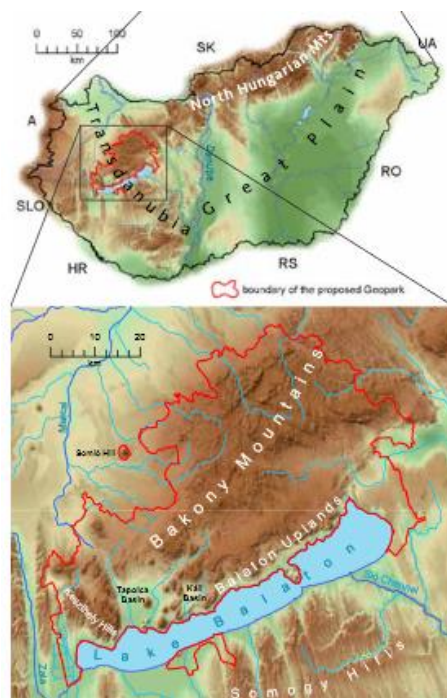 0 50 100
km
SK
UA
North Hungarian Mts
A
Transdanubia
Great Plain
Danube
RO
SLO
HR
RS
boundary of the proposed Geopark
0 10 20
km
Marcal
Somló Hill
Bakony Mountains
Balaton Uplands
Tapolca Basin
Káli Basin
Keszthely Hills
Lake Balaton
Sió Channel
Zala
Somogy Hills